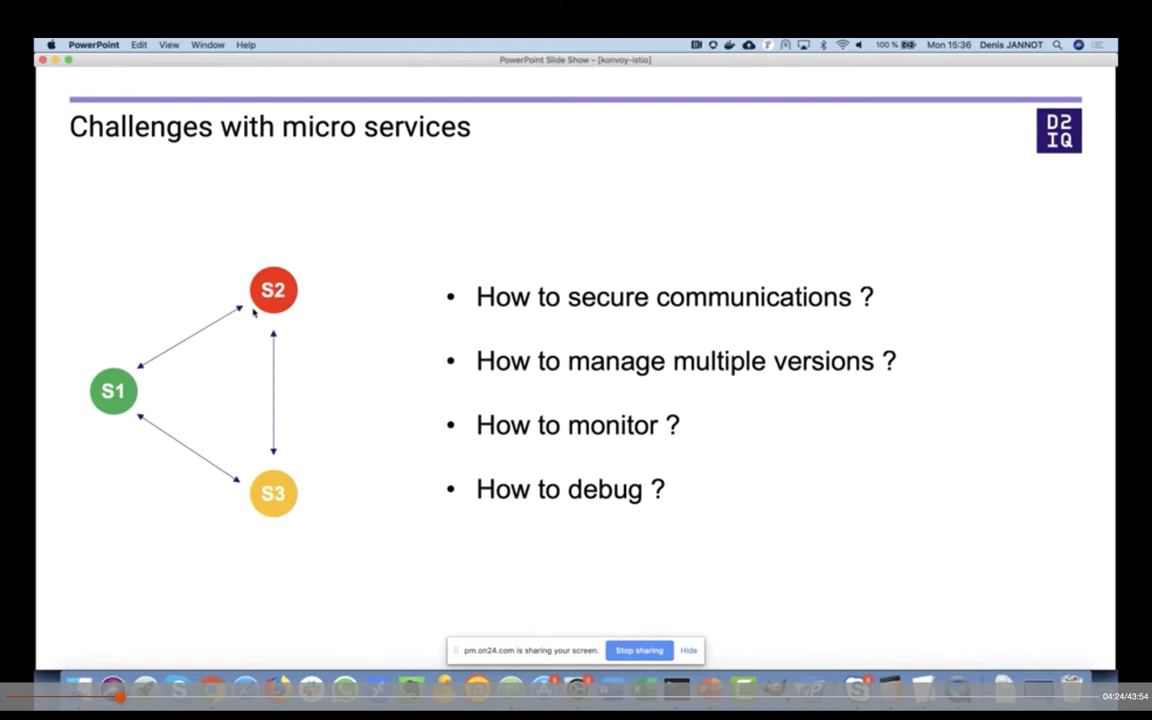 PowerPoint Edit View Window Help
100 % Mon 15:36 Denis JANNOT
PowerPoint Slide Show – [konvoy-istio]
Challenges with micro services
D2
IQ
S2
S1
S3
• How to secure communications ?
• How to manage multiple versions ?
• How to monitor ?
• How to debug ?
pm.on24.com is sharing your screen. Stop sharing Hide
04:24/43:54